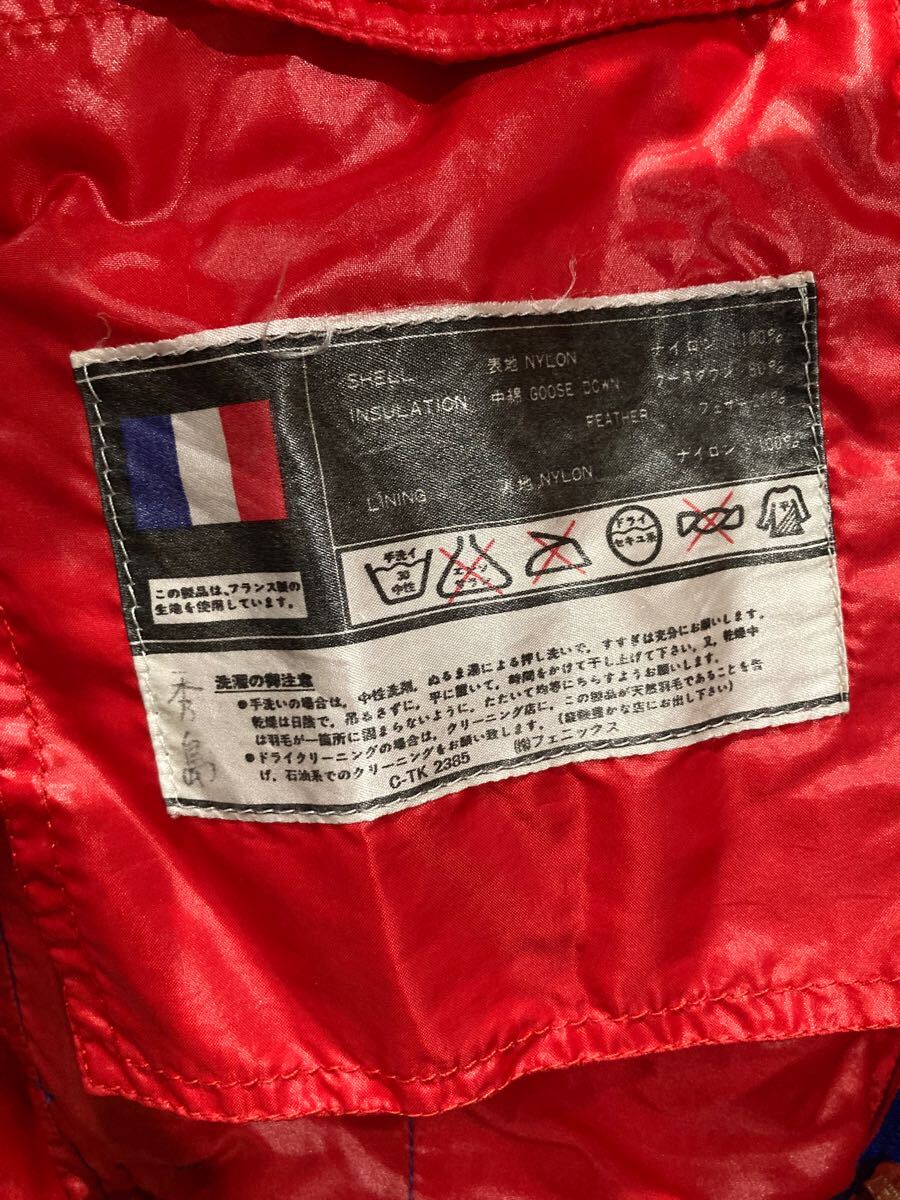 SHELL 表地 NYLON ナイロン 100%
INSULATION 中綿 GOOSE DOWN グースダウン 80%
FEATHER フェザー
LINING 裏地 NYLON ナイロン 100%
手洗イ
30
中性
エンソ
サラシ
ドライ
セキユ系
この製品は、フランス製の
生地を使用しています。
洗濯の御注意
●手洗いの場合は、中性洗剤、ぬるま湯による押し洗いで、すすぎは充分にお願いします。
乾燥は日陰で、吊ぬさずに、平に置いて、時間をかけて干し上げて下さい。又、乾燥中
は羽毛が一箇所に固まらないように、たたいて均等にちらすようお願いします。
●ドライクリーニングの場合は、クリーニング店に、この製品が天然羽毛であることを告
げ、石油系でのクリーニングをお願い致します。(経験豊かな店にお出し下さい)
C-TK 2385 ㈱フェニックス
島